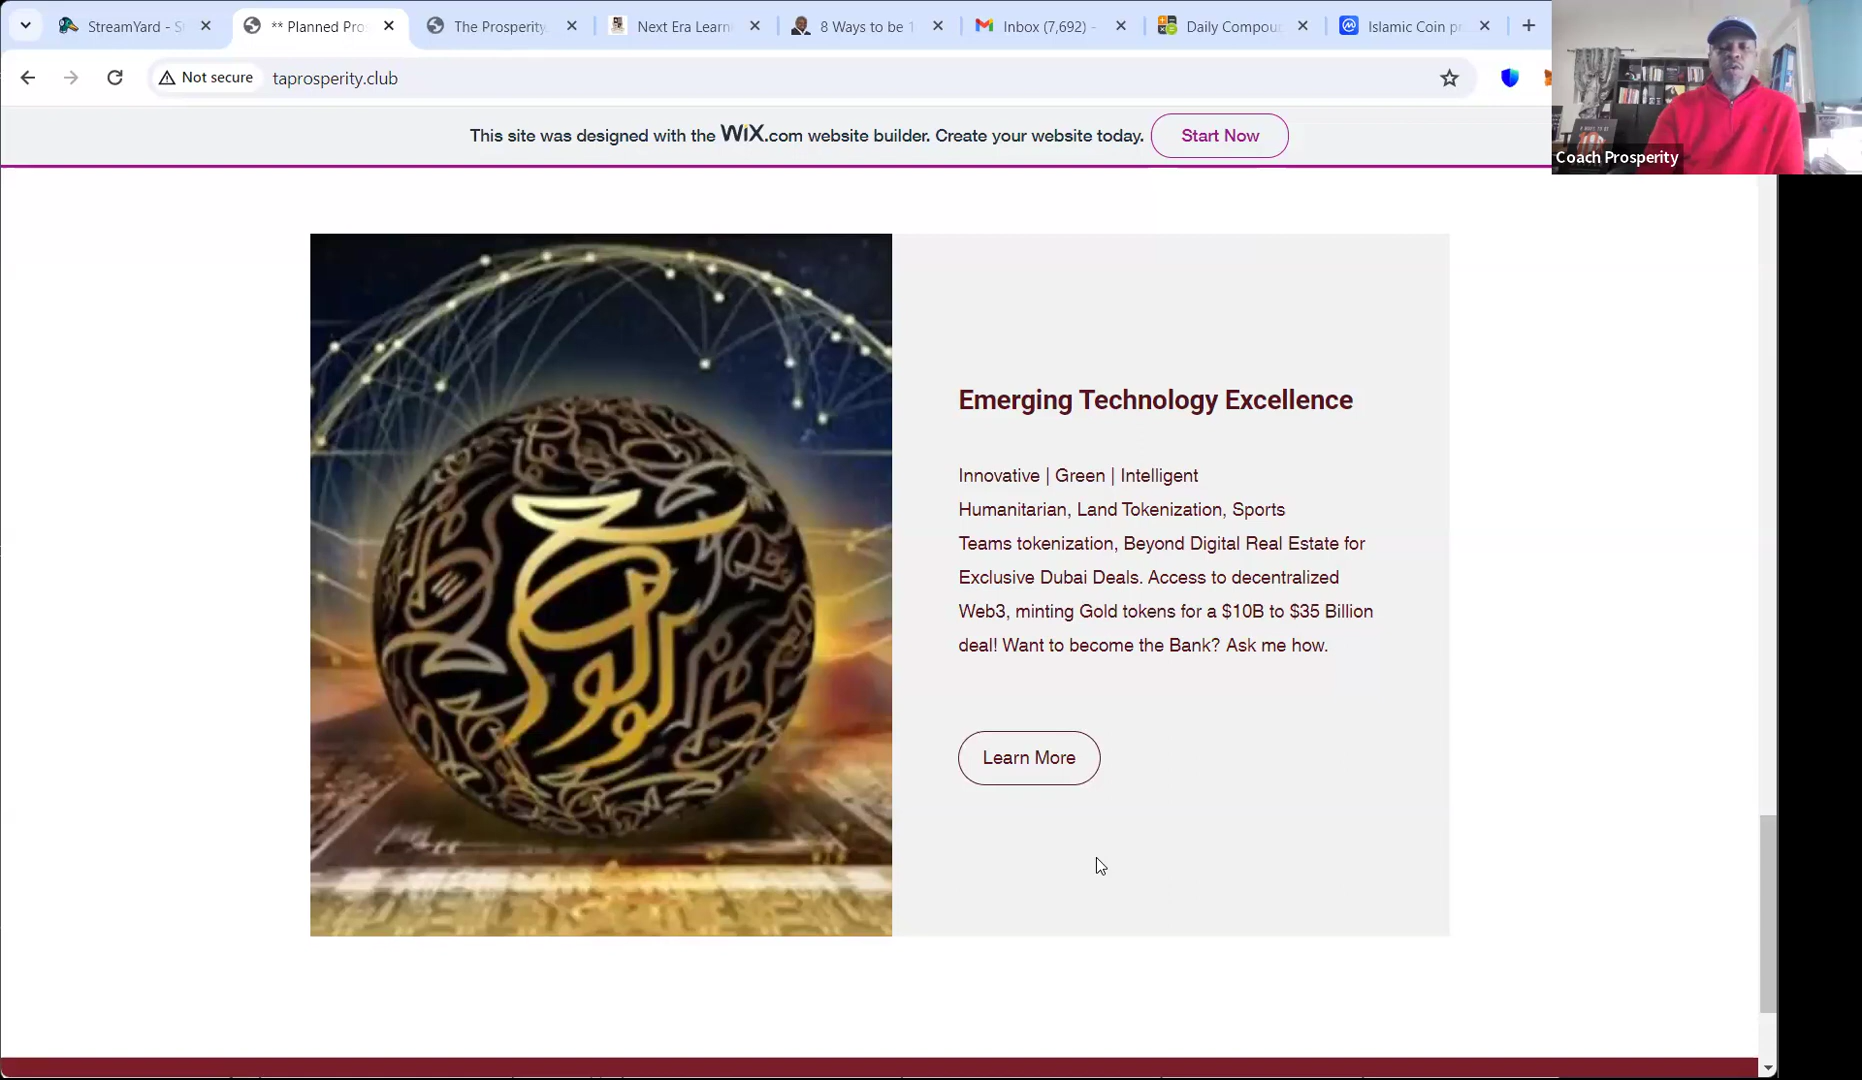 StreamYard - S
** Planned Pro
The Prosperity
Next Era Learn
8 Ways to be 1
Inbox (7,692) -
Daily Compou
Islamic Coin p
Not secure
taprosperity.club
This site was designed with the WiX.com website builder. Create your website today.
Start Now
Coach Prosperity
Emerging Technology Excellence
Innovative | Green | Intelligent
Humanitarian, Land Tokenization, Sports
Teams tokenization, Beyond Digital Real Estate for
Exclusive Dubai Deals. Access to decentralized
Web3, minting Gold tokens for a $10B to $35 Billion
deal! Want to become the Bank? Ask me how.
Learn More